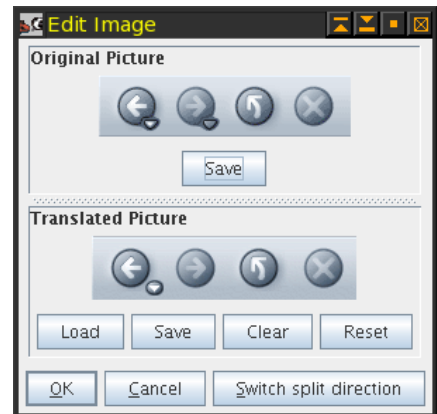 Edit Image
Original Picture
Save
Translated Picture
Load Save Clear Reset
OK Cancel Switch split direction